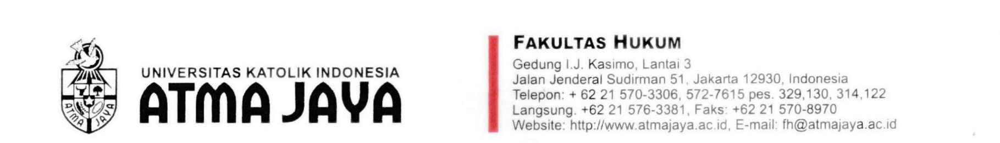 UNIVERSITAS KATOLIK INDONESIA
ATMA JAYA
ATMA JAYA
FAKULTAS HUKUM
Gedung I.J. Kasimo, Lantai 3
Jalan Jenderal Sudirman 51, Jakarta 12930, Indonesia
Telepon: + 62 21 570-3306, 572-7615 pes. 329,130, 314,122
Langsung. +62 21 576-3381, Faks: +62 21 570-8970
Website: http://www.atmajaya.ac.id, E-mail: fh@atmajaya.ac.id